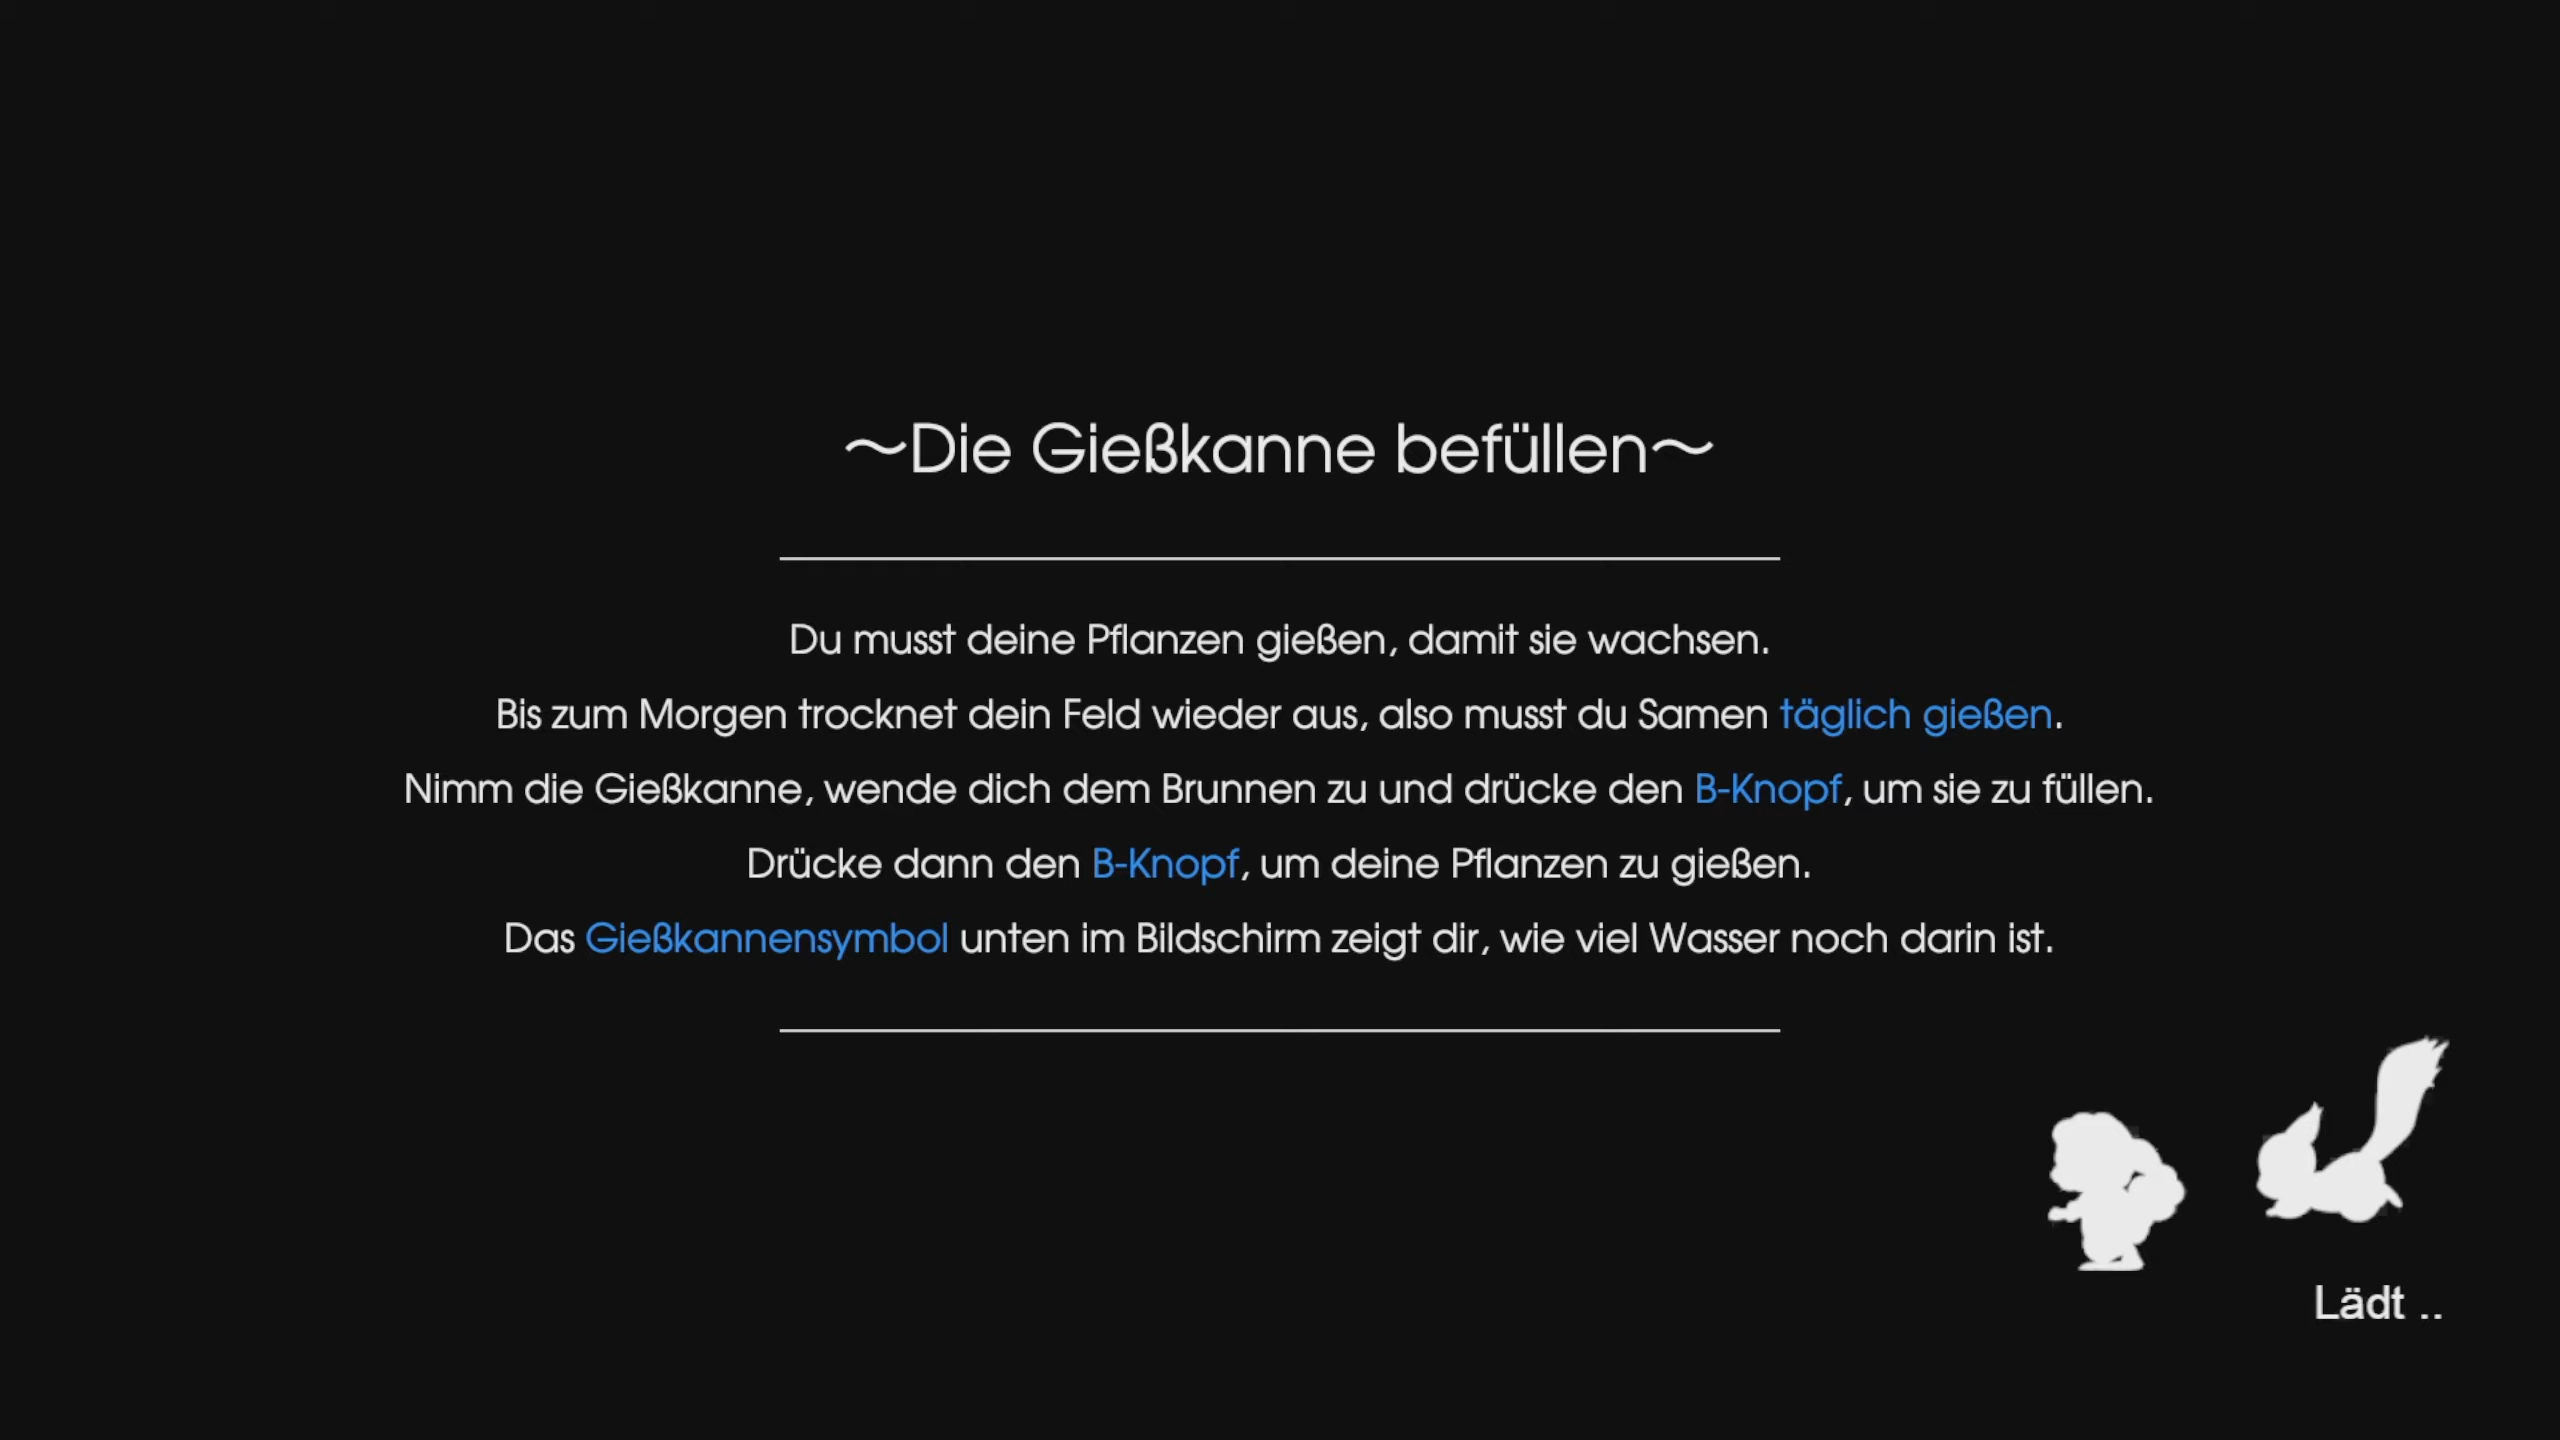 ～Die Gießkanne befüllen～
Du musst deine Pflanzen gießen, damit sie wachsen.
Bis zum Morgen trocknet dein Feld wieder aus, also musst du Samen täglich gießen.
Nimm die Gießkanne, wende dich dem Brunnen zu und drücke den B-Knopf, um sie zu füllen.
Drücke dann den B-Knopf, um deine Pflanzen zu gießen.
Das Gießkannensymbol unten im Bildschirm zeigt dir, wie viel Wasser noch darin ist.
Lädt ..